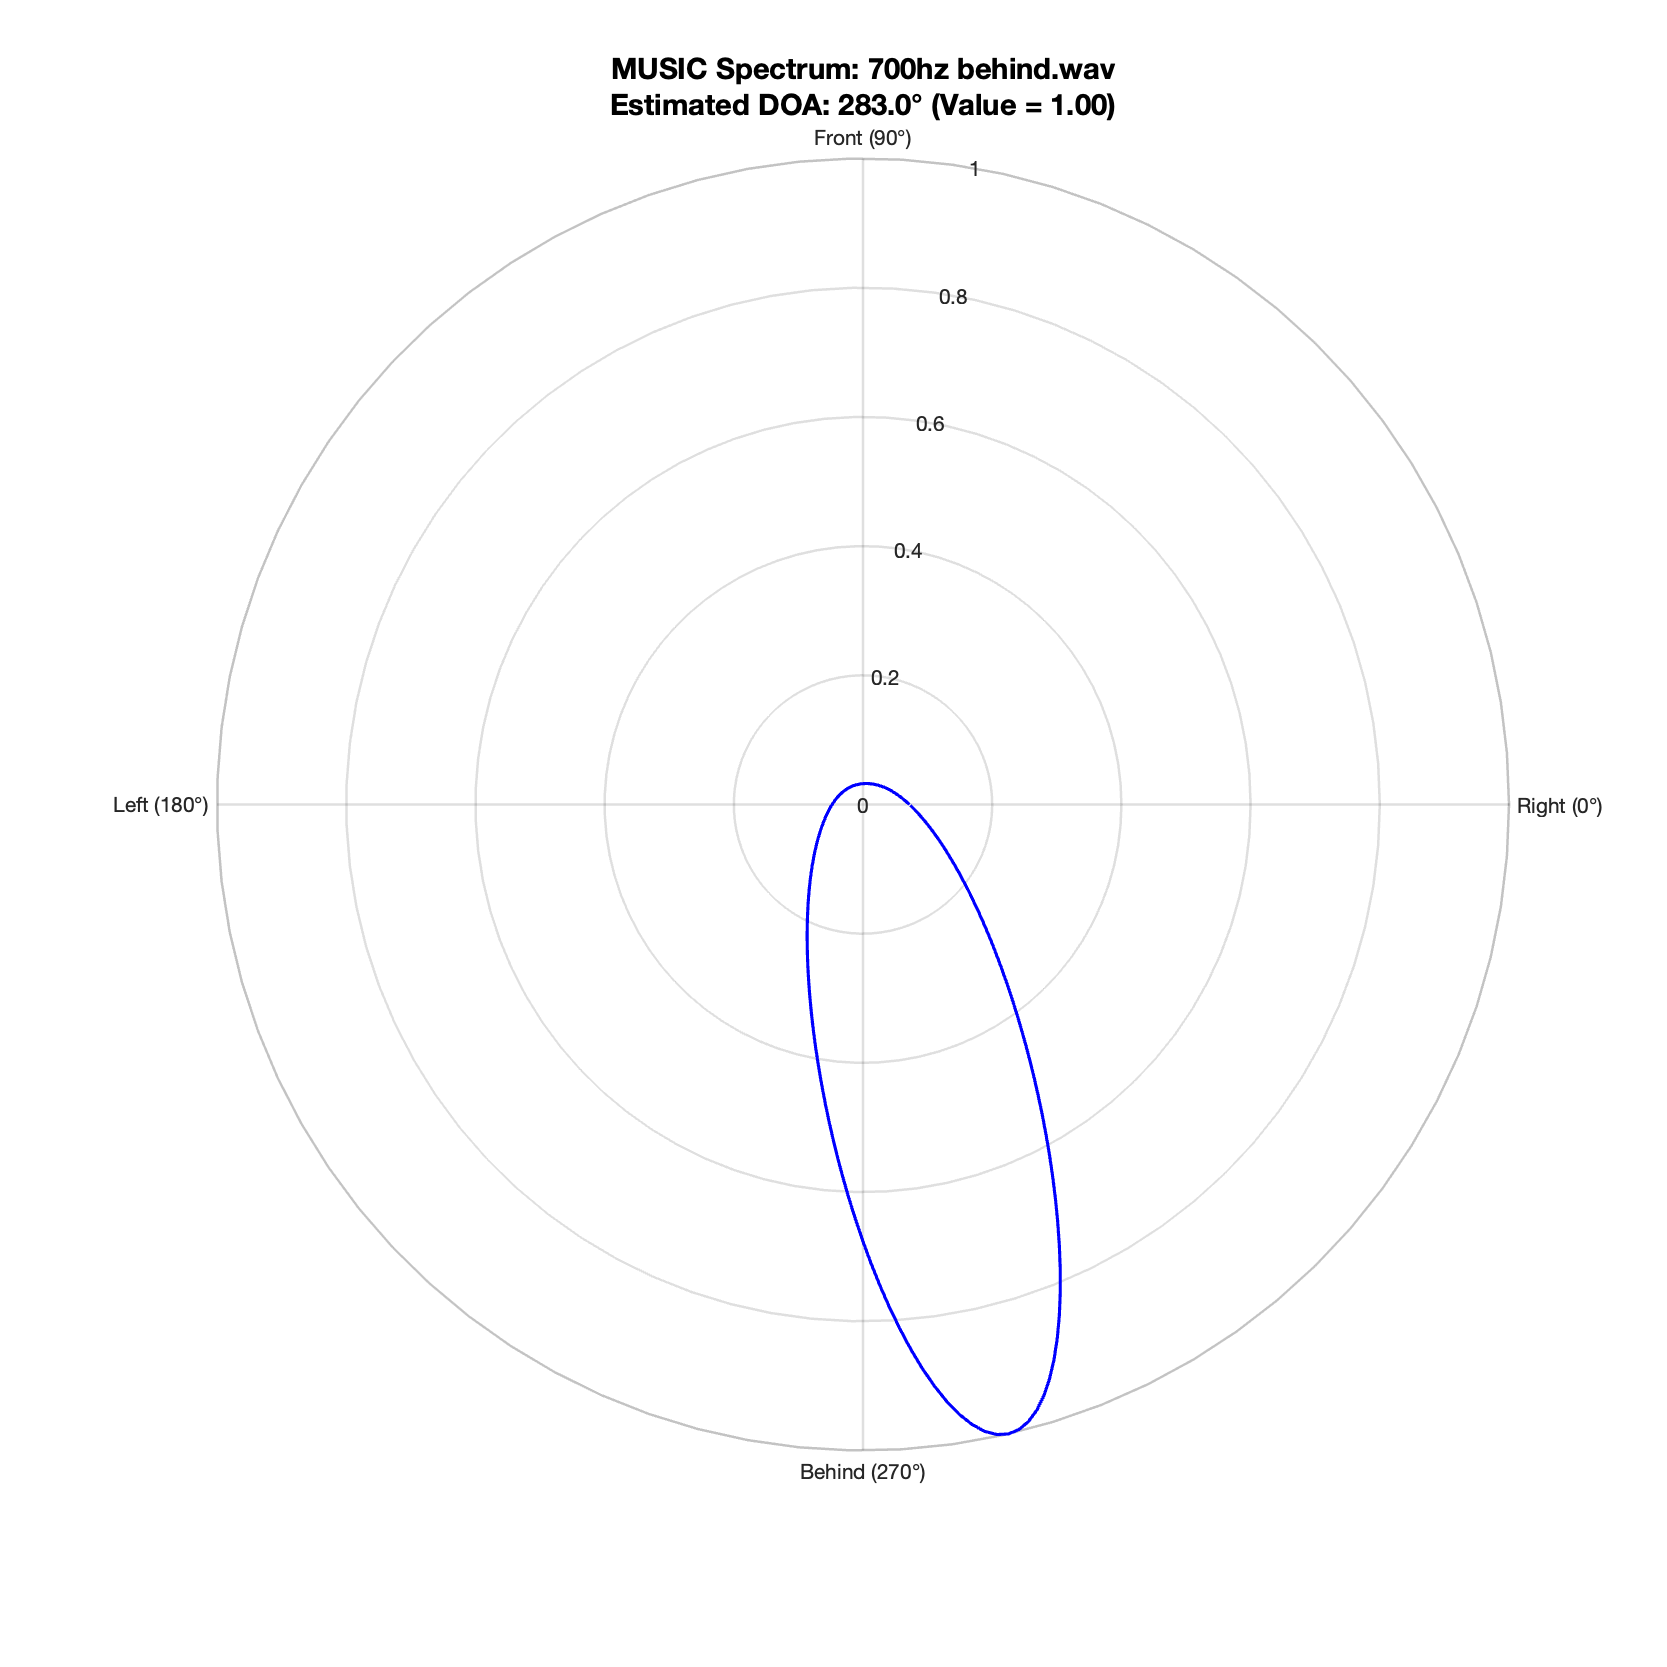 MUSIC Spectrum: 700hz behind.wav
Estimated DOA: 283.0° (Value = 1.00)
Front (90°)
1
0.8
0.6
0.4
0.2
Left (180°)
0
Right (0°)
Behind (270°)